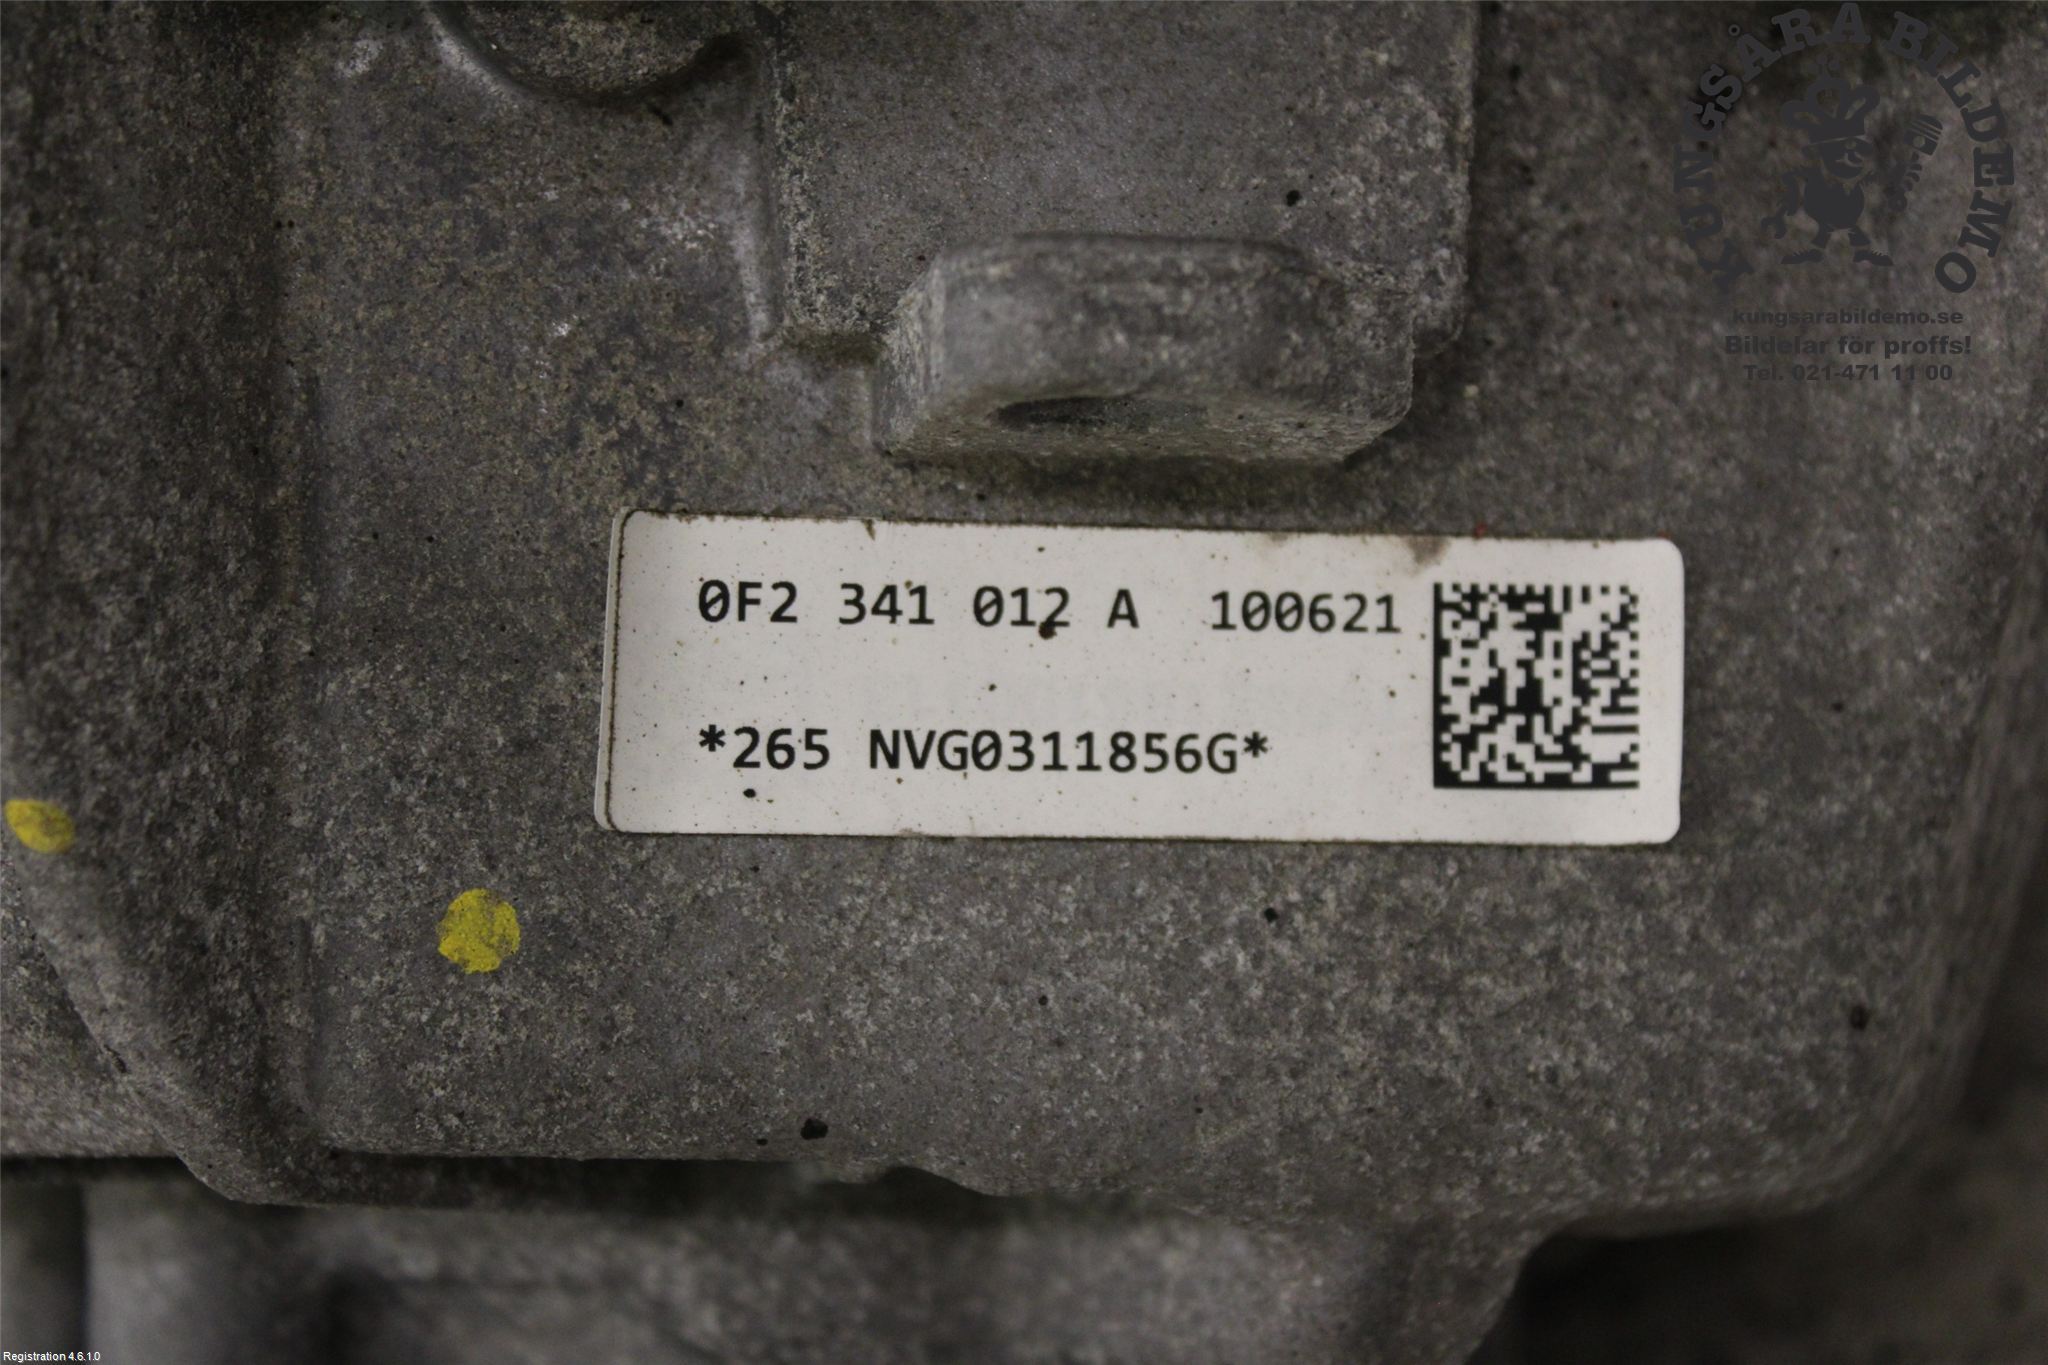 KUNGSÅRA BILDEMO
kungsarabildemo.se
Bildelar för proffs!
Tel. 021-471 11 00
0F2 341 012 A 100621
*265 NVG0311856G*
Registration 4.6.1.0